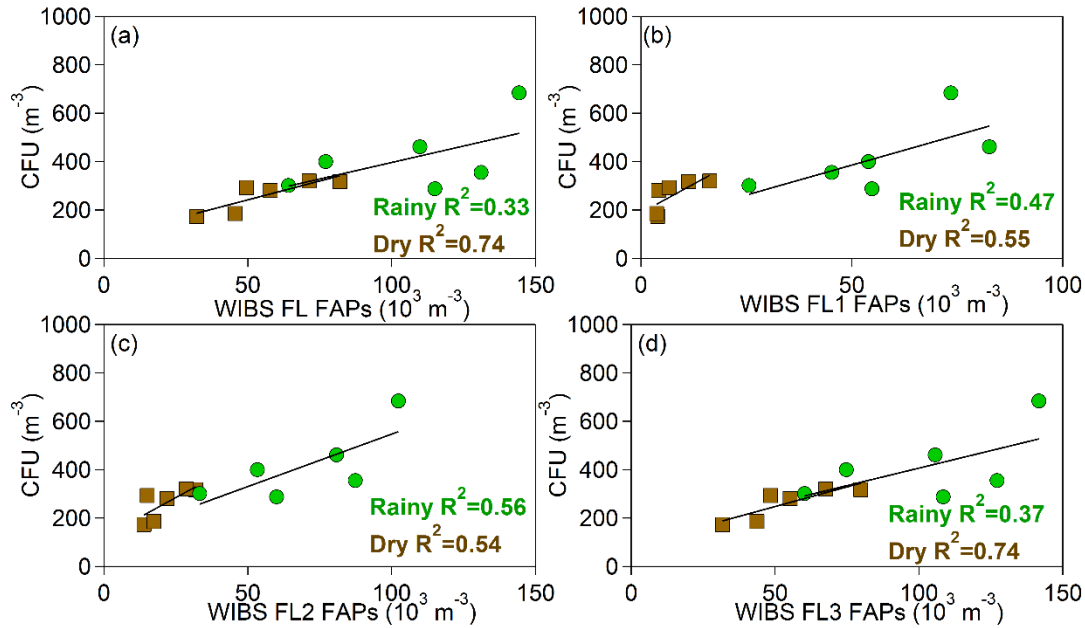 (a)
1000
800
600
400
200
0
CFU (m⁻³)
Rainy R²=0.33
Dry R²=0.74
50
100
150
WIBS FL FAPs (10³ m⁻³)
(b)
1000
800
600
400
200
0
CFU (m⁻³)
Rainy R²=0.47
Dry R²=0.55
0
50
100
WIBS FL1 FAPs (10³ m⁻³)
(c)
1000
800
600
400
200
0
CFU (m⁻³)
Rainy R²=0.56
Dry R²=0.54
0
50
100
150
WIBS FL2 FAPs (10³ m⁻³)
(d)
1000
800
600
400
200
0
CFU (m⁻³)
Rainy R²=0.37
Dry R²=0.74
0
50
100
150
WIBS FL3 FAPs (10³ m⁻³)